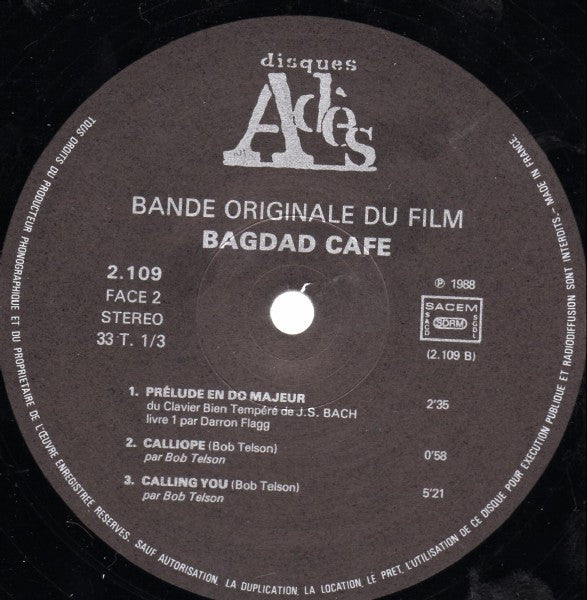 disques
Adès
BANDE ORIGINALE DU FILM
BAGDAD CAFE
2.109
FACE 2
STEREO
33 T. 1/3
℗ 1988
SACEM
SACD SDRM SGDL
(2.109 B)
1. PRÉLUDE EN DO MAJEUR
du Clavier Bien Tempéré de J.S. BACH
livre 1 par Darron Flagg 2'35
2. CALLIOPE (Bob Telson) 0'58
par Bob Telson
3. CALLING YOU (Bob Telson) 5'21
par Bob Telson
TOUS DROITS DU PRODUCTEUR PHONOGRAPHIQUE ET DU PROPRIETAIRE DE L'ŒUVRE ENREGISTREE RESERVES. SAUF AUTORISATION, LA DUPLICATION, LA LOCATION, LE PRET, L'UTILISATION DE CE DISQUE POUR EXECUTION PUBLIQUE ET RADIODIFFUSION SONT INTERDITS. - MADE IN FRANCE.